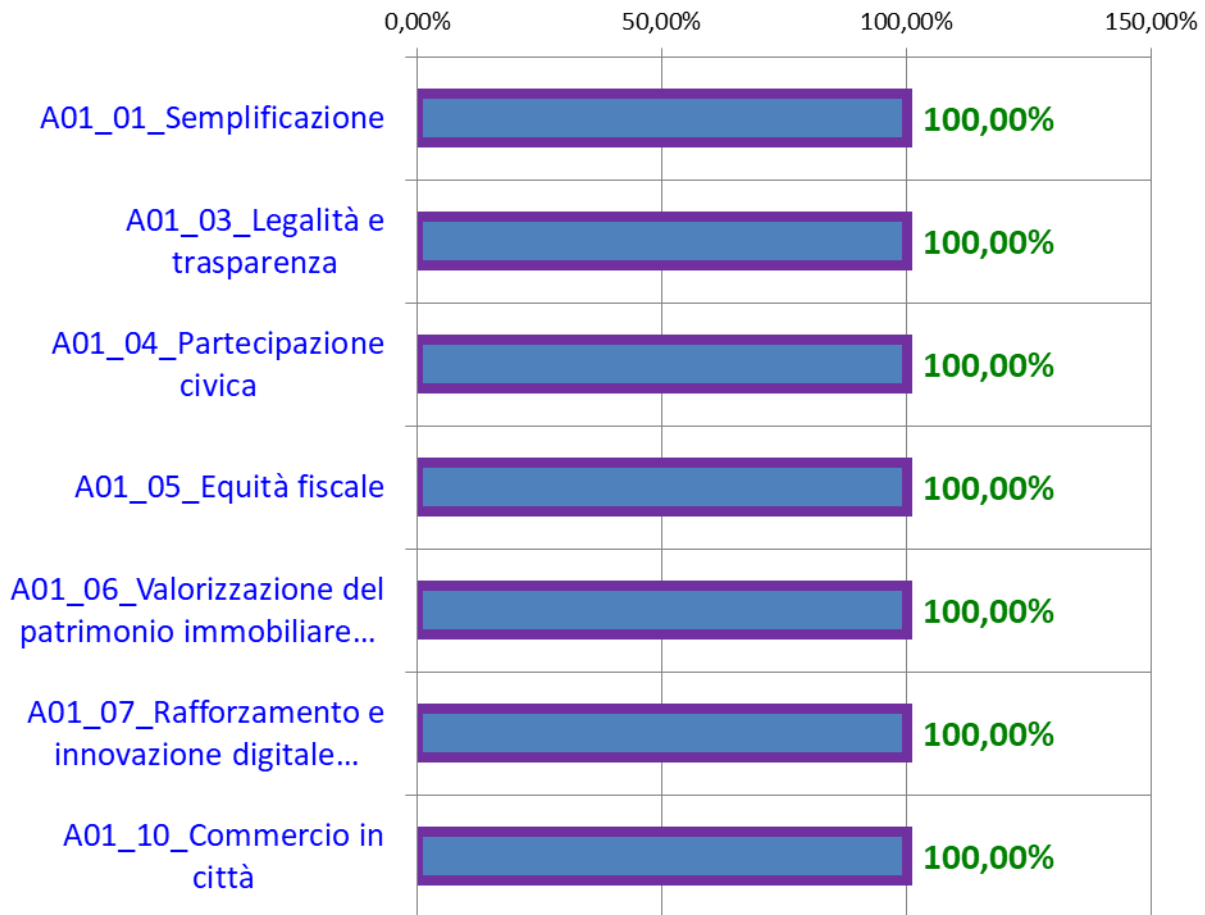 0,00% 50,00% 100,00% 150,00%
A01_01_Semplificazione 100,00%
A01_03_Legalità e
trasparenza
100,00%
A01_04_Partecipazione
civica
100,00%
A01_05_Equità fiscale 100,00%
A01_06_Valorizzazione del
patrimonio immobiliare...
100,00%
A01_07_Rafforzamento e
innovazione digitale...
100,00%
A01_10_Commercio in
città
100,00%